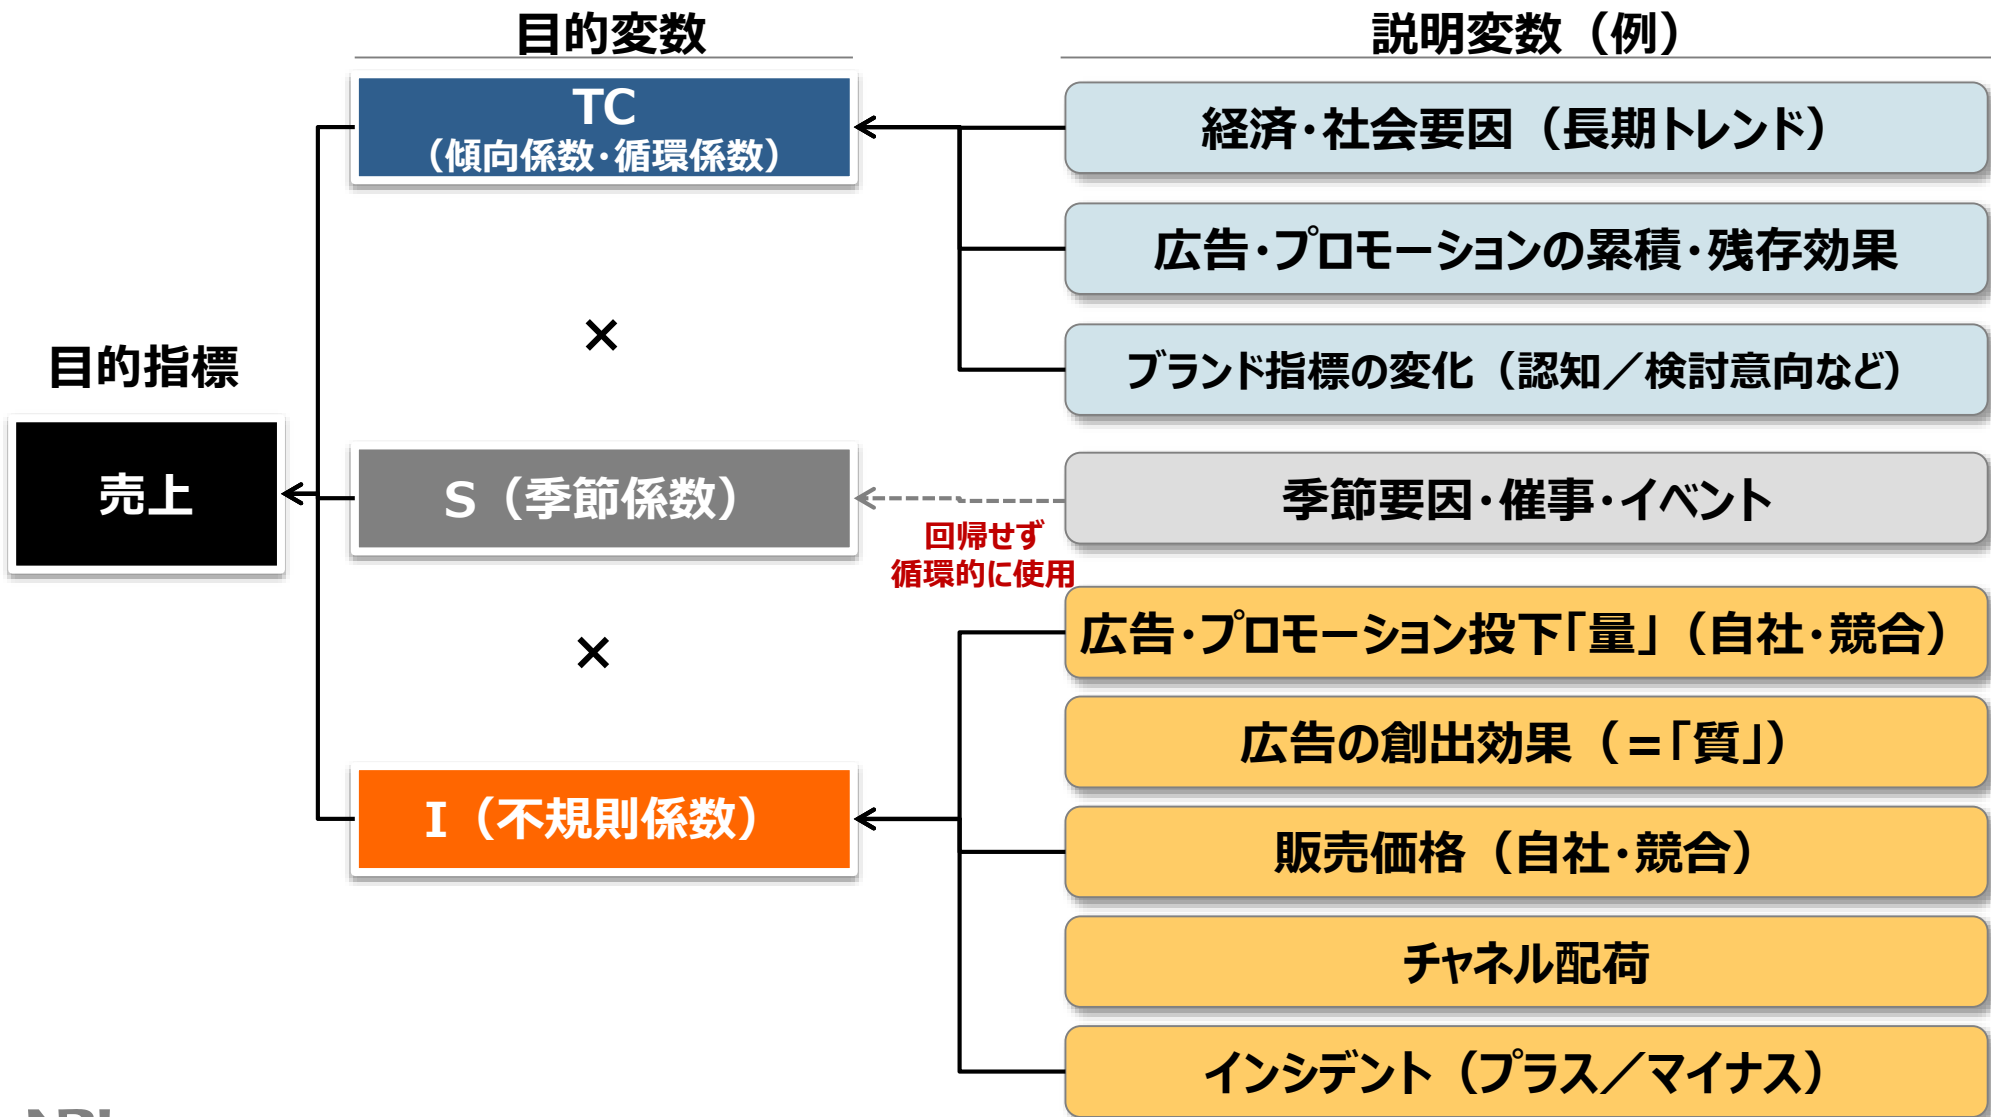 目的変数
説明変数（例）
TC
（傾向係数・循環係数）
経済・社会要因（長期トレンド）
広告・プロモーションの累積・残存効果
×
ブランド指標の変化（認知／検討意向など）
目的指標
売上
S（季節係数）
季節要因・催事・イベント
回帰せず
循環的に使用
広告・プロモーション投下「量」（自社・競合）
×
広告の創出効果（＝「質」）
I（不規則係数）
販売価格（自社・競合）
チャネル配荷
インシデント（プラス／マイナス）